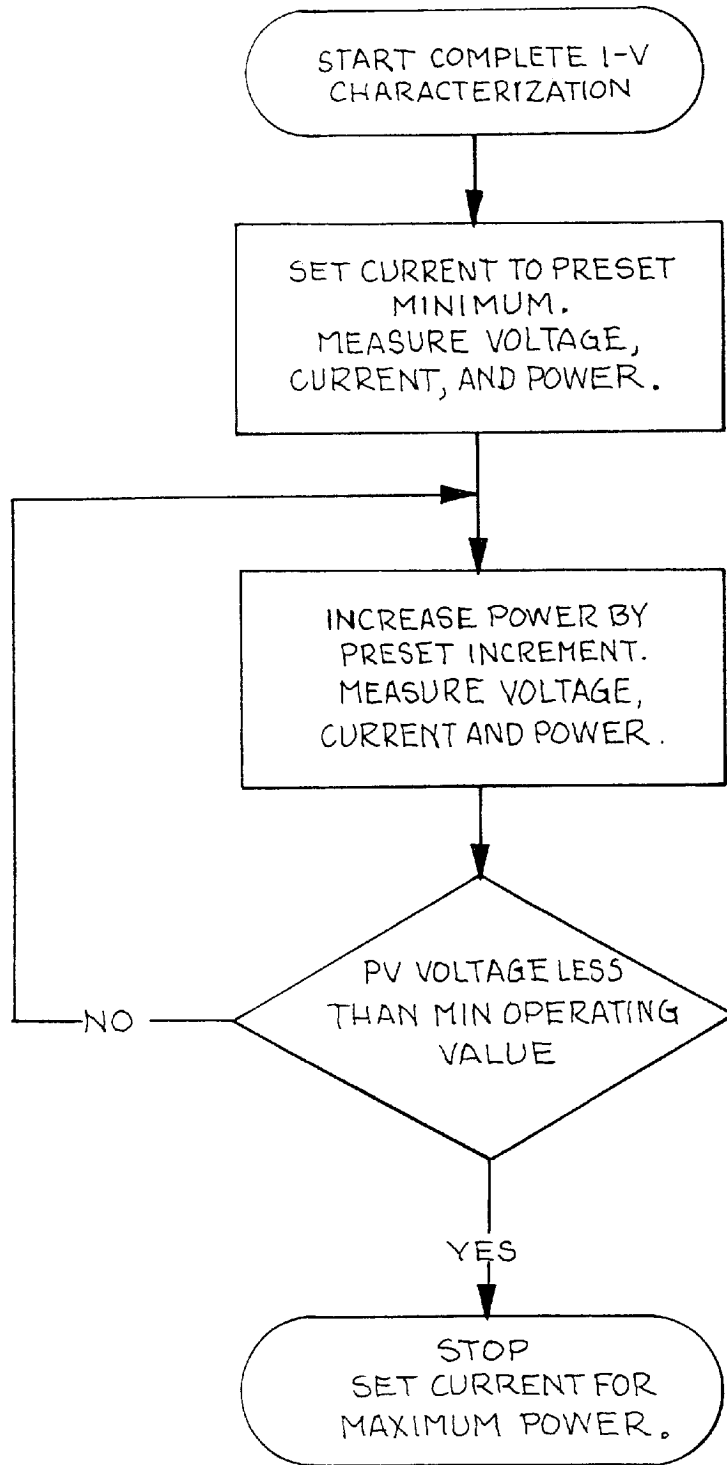 START COMPLETE I-V
CHARACTERIZATION
SET CURRENT TO PRESET
MINIMUM.
MEASURE VOLTAGE,
CURRENT, AND POWER.
INCREASE POWER BY
PRESET INCREMENT.
MEASURE VOLTAGE,
CURRENT AND POWER.
PV VOLTAGE LESS
THAN MIN OPERATING
VALUE
NO
YES
STOP
SET CURRENT FOR
MAXIMUM POWER.